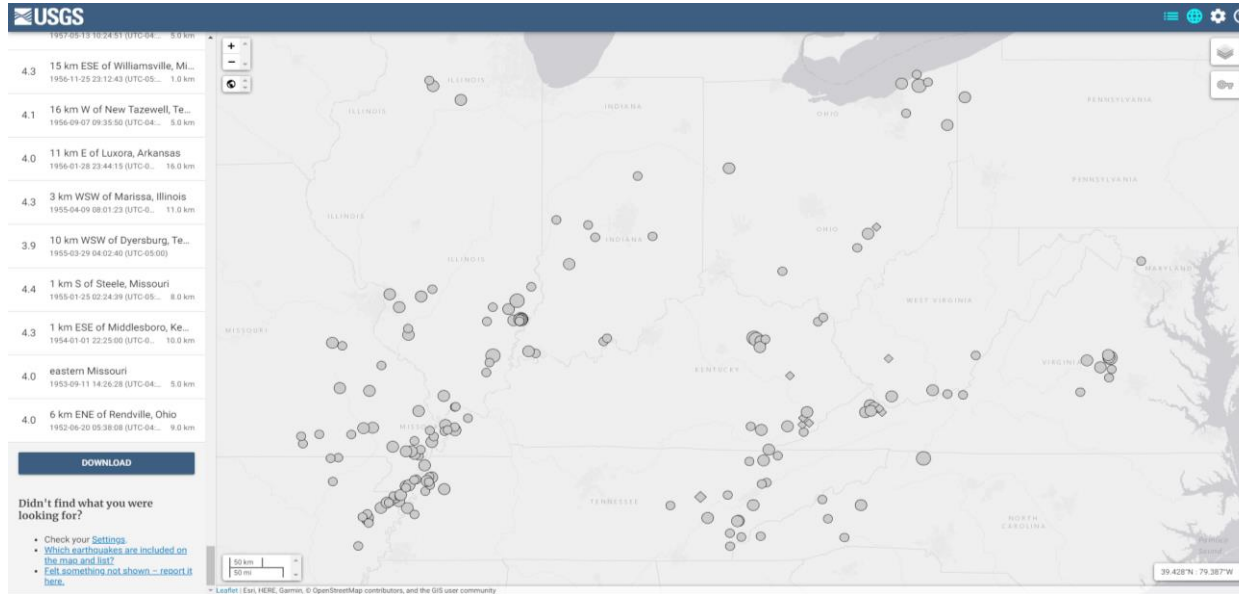 USGS
1957-05-13 10:24:51 (UTC-04:... 5.0 km
4.3 15 km ESE of Williamsville, Mi...
1956-11-25 23:12:43 (UTC-05:... 1.0 km
4.1 16 km W of New Tazewell, Te...
1956-09-07 09:35:50 (UTC-04:... 5.0 km
4.0 11 km E of Luxora, Arkansas
1956-01-28 23:44:15 (UTC-0... 16.0 km
4.3 3 km WSW of Marissa, Illinois
1955-04-09 08:01:23 (UTC-0... 11.0 km
3.9 10 km WSW of Dyersburg, Te...
1955-03-29 04:02:40 (UTC-05:00)
4.4 1 km S of Steele, Missouri
1955-01-25 02:24:39 (UTC-05:... 8.0 km
4.3 1 km ESE of Middlesboro, Ke...
1954-01-01 22:25:00 (UTC-0... 10.0 km
4.0 eastern Missouri
1953-09-11 14:26:28 (UTC-04:... 5.0 km
4.0 6 km ENE of Rendville, Ohio
1952-06-20 05:38:08 (UTC-04:... 9.0 km
DOWNLOAD
Didn't find what you were
looking for?
• Check your Settings.
• Which earthquakes are included on
the map and list?
• Felt something not shown – report it
here.
+
−
ILLINOIS
ILLINOIS
INDIANA
OHIO
PENNSYLVANIA
PENNSYLVANIA
ILLINOIS
INDIANA
OHIO
ILLINOIS
MARYLAND
WEST VIRGINIA
MISSOURI
KENTUCKY
VIRGINIA
TENNESSEE
NORTH
CAROLINA
Pamlico
Sound
50 km
50 mi
39.428°N : 79.387°W
Leaflet | Esri, HERE, Garmin, © OpenStreetMap contributors, and the GIS user community